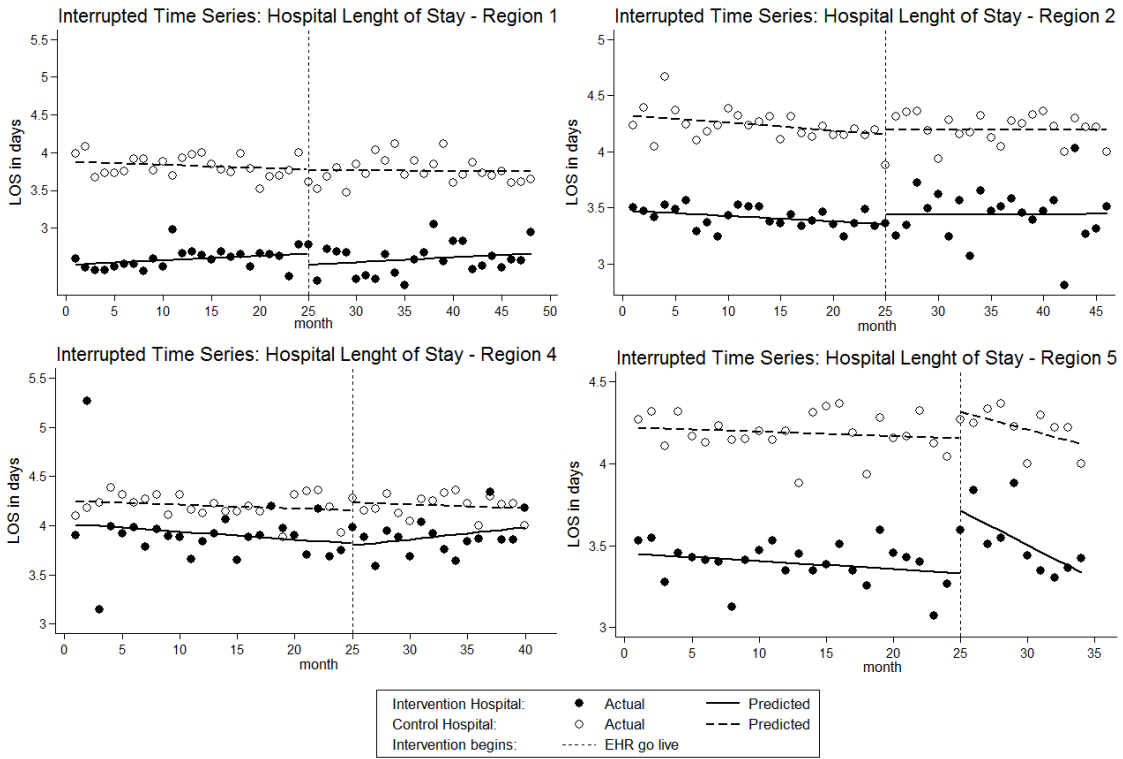 Interrupted Time Series: Hospital Lenght of Stay - Region 1
LOS in days
5.5
5
4.5
4
3.5
3
0 5 10 15 20 25 30 35 40 45 50
month
Interrupted Time Series: Hospital Lenght of Stay - Region 2
LOS in days
5
4.5
4
3.5
3
0 5 10 15 20 25 30 35 40 45
month
Interrupted Time Series: Hospital Lenght of Stay - Region 4
LOS in days
5.5
5
4.5
4
3.5
3
0 5 10 15 20 25 30 35 40
month
Interrupted Time Series: Hospital Lenght of Stay - Region 5
LOS in days
4.5
4
3.5
3
0 5 10 15 20 25 30 35
month
Intervention Hospital: Actual Predicted
Control Hospital: Actual Predicted
Intervention begins: EHR go live